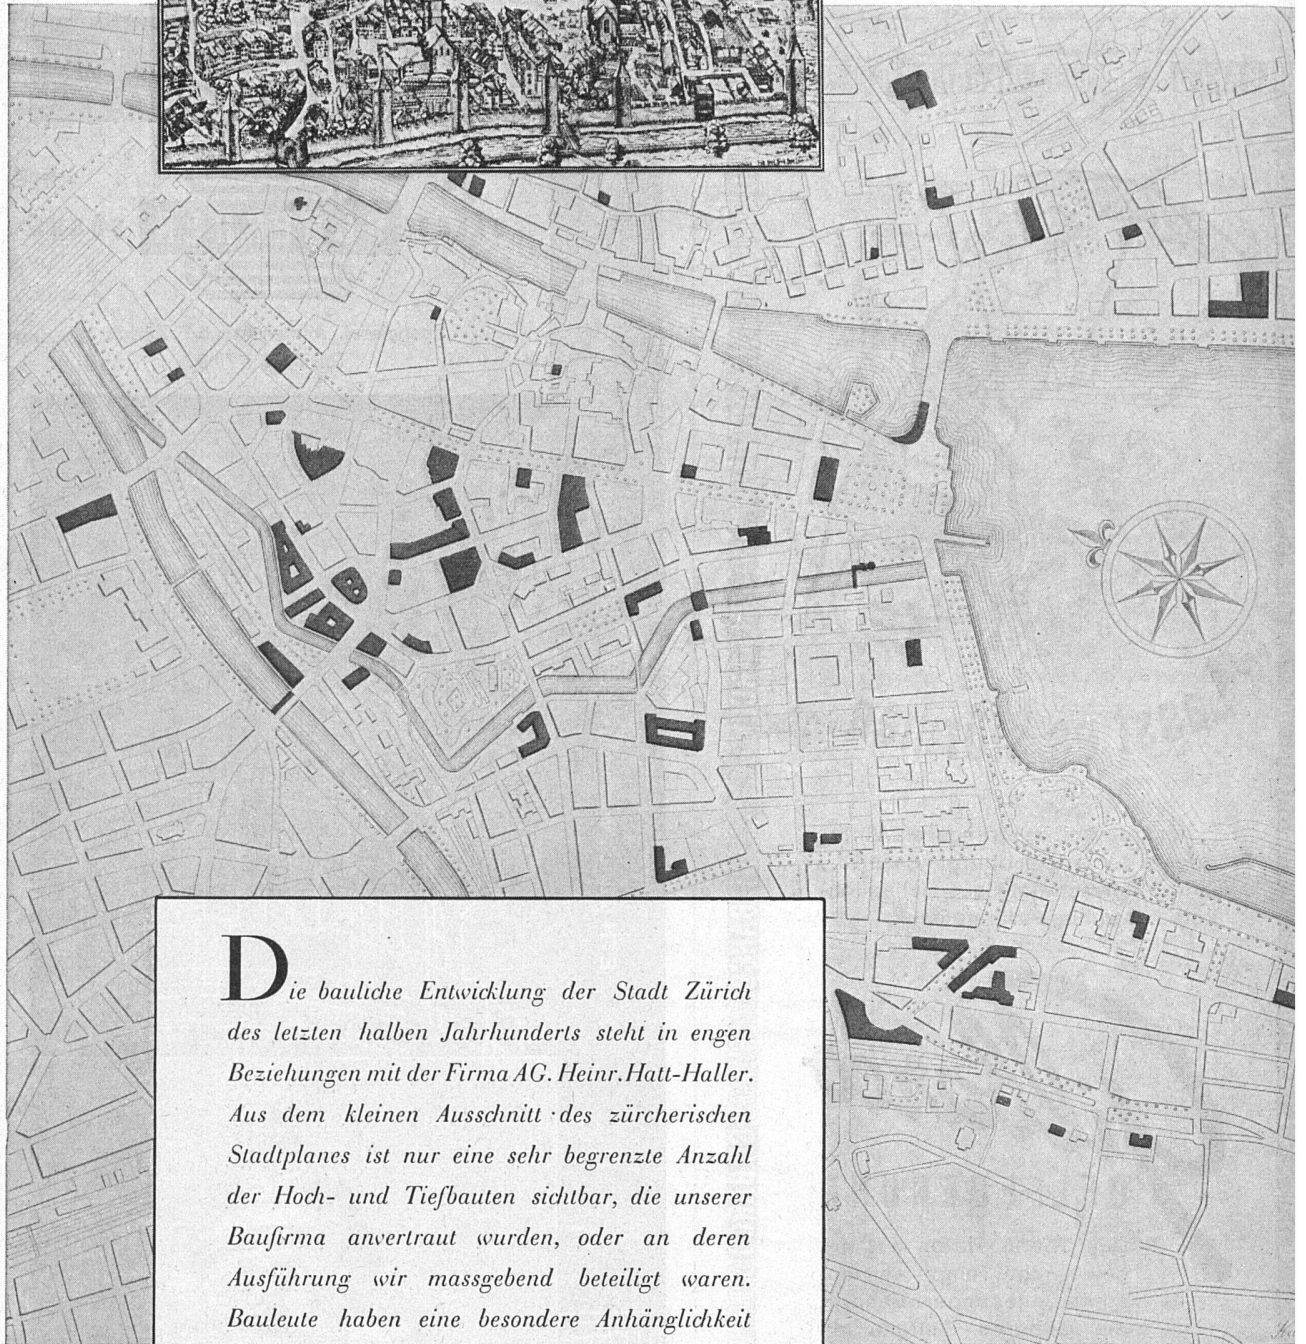 Die bauliche Entwicklung der Stadt Zürich
des letzten halben Jahrhunderts steht in engen
Beziehungen mit der Firma AG. Heinr. Hatt-Haller.
Aus dem kleinen Ausschnitt des zürcherischen
Stadtplanes ist nur eine sehr begrenzte Anzahl
der Hoch- und Tiefbauten sichtbar, die unserer
Baufirma anvertraut wurden, oder an deren
Ausführung wir massgebend beteiligt waren.
Bauleute haben eine besondere Anhänglichkeit